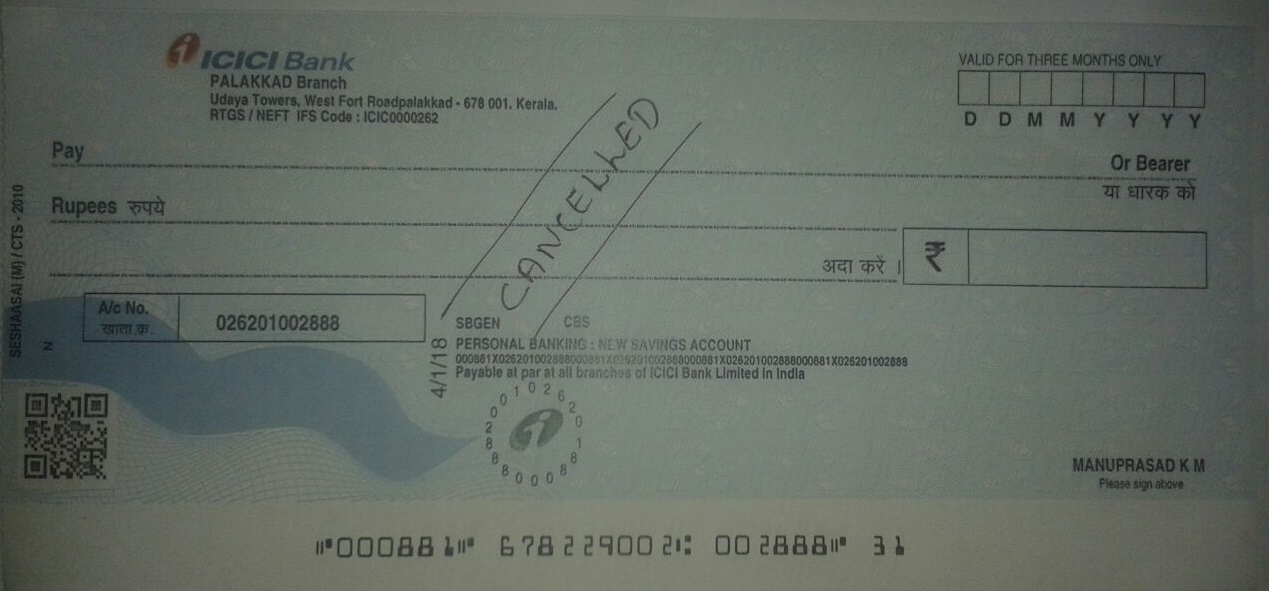 ICICI Bank
PALAKKAD Branch
Udaya Towers, West Fort Roadpalakkad - 678 001. Kerala.
RTGS / NEFT IFS Code : ICIC0000262
VALID FOR THREE MONTHS ONLY
D D M M Y Y Y Y
Pay
Or Bearer
या धारक को
Rupees रुपये
अदा करें ।
₹
CANCELLED
A/c No.
खाता क्र.
026201002888
SBGEN CBS
PERSONAL BANKING : NEW SAVINGS ACCOUNT
000881X026201002888000881X026201002888000881X026201002888000881X026201002888
Payable at par at all branches of ICICI Bank Limited in India
4/1/18
SESHAASAI (M) / CTS - 2010
N
026201002888000881
MANUPRASAD K M
Please sign above
⑈000881⑈ 678229002⑆ 002888⑈ 31